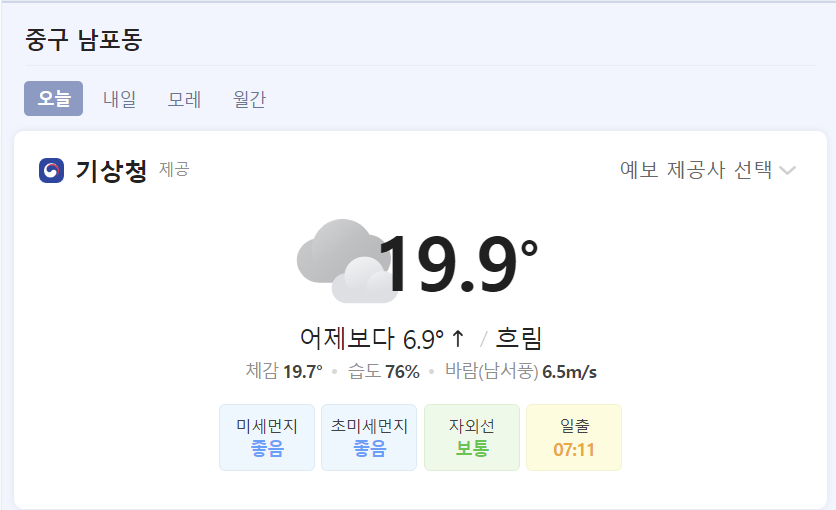 중구 남포동
오늘 내일 모레 월간
기상청 제공 예보 제공사 선택
19.9°
어제보다 6.9° ↑ / 흐림
체감 19.7° • 습도 76% • 바람(남서풍) 6.5m/s
미세먼지 초미세먼지 자외선 일출
좋음 좋음 보통 07:11